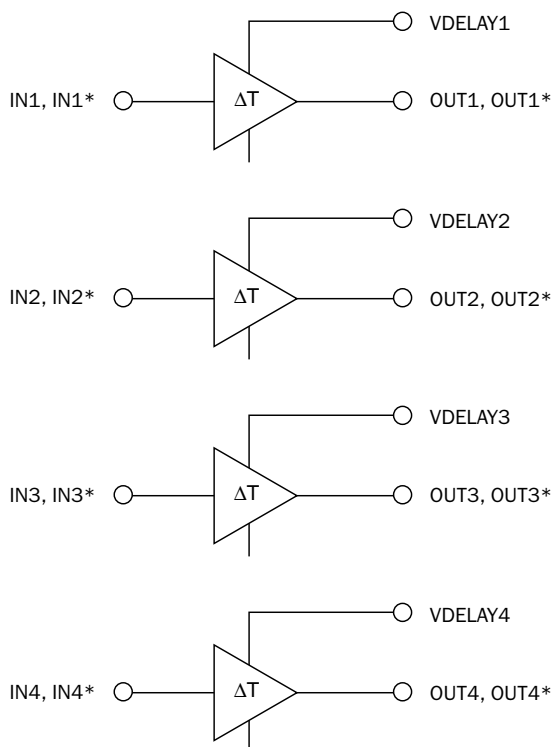 VDELAY1
IN1, IN1* ΔT OUT1, OUT1*
VDELAY2
IN2, IN2* ΔT OUT2, OUT2*
VDELAY3
IN3, IN3* ΔT OUT3, OUT3*
VDELAY4
IN4, IN4* ΔT OUT4, OUT4*